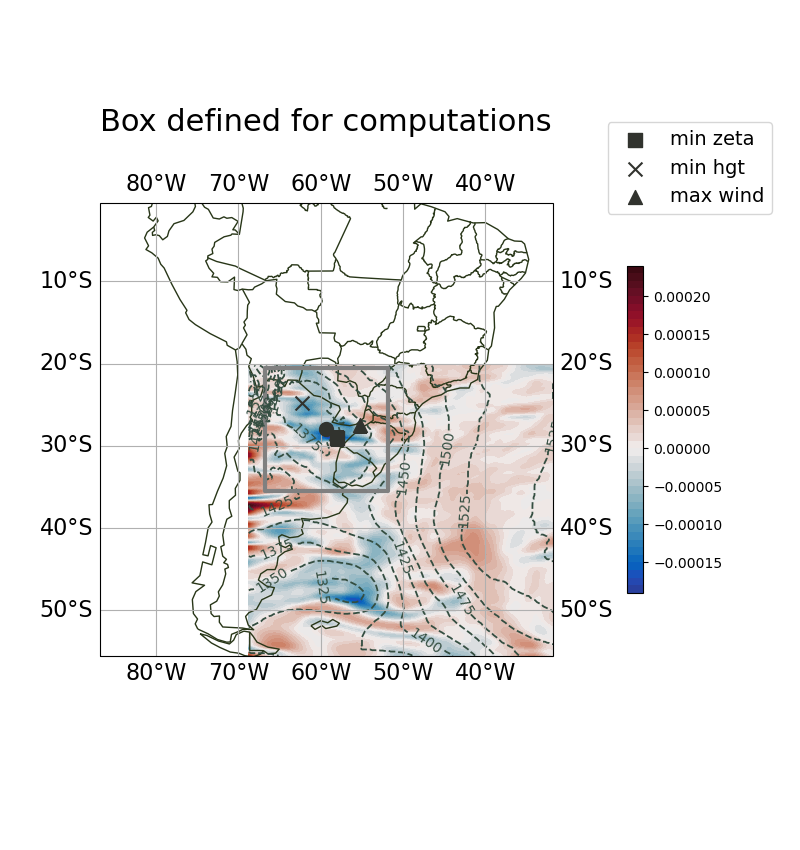 Box defined for computations
min zeta
min hgt
max wind
80°W 70°W 60°W 50°W 40°W
10°S 10°S
20°S 20°S
30°S 30°S
40°S 40°S
50°S 50°S
80°W 70°W 60°W 50°W 40°W
0.00020
0.00015
0.00010
0.00005
0.00000
−0.00005
−0.00010
−0.00015
1375
1450
1500
1525
1425
1375
1425
1350
1325
1475
1400